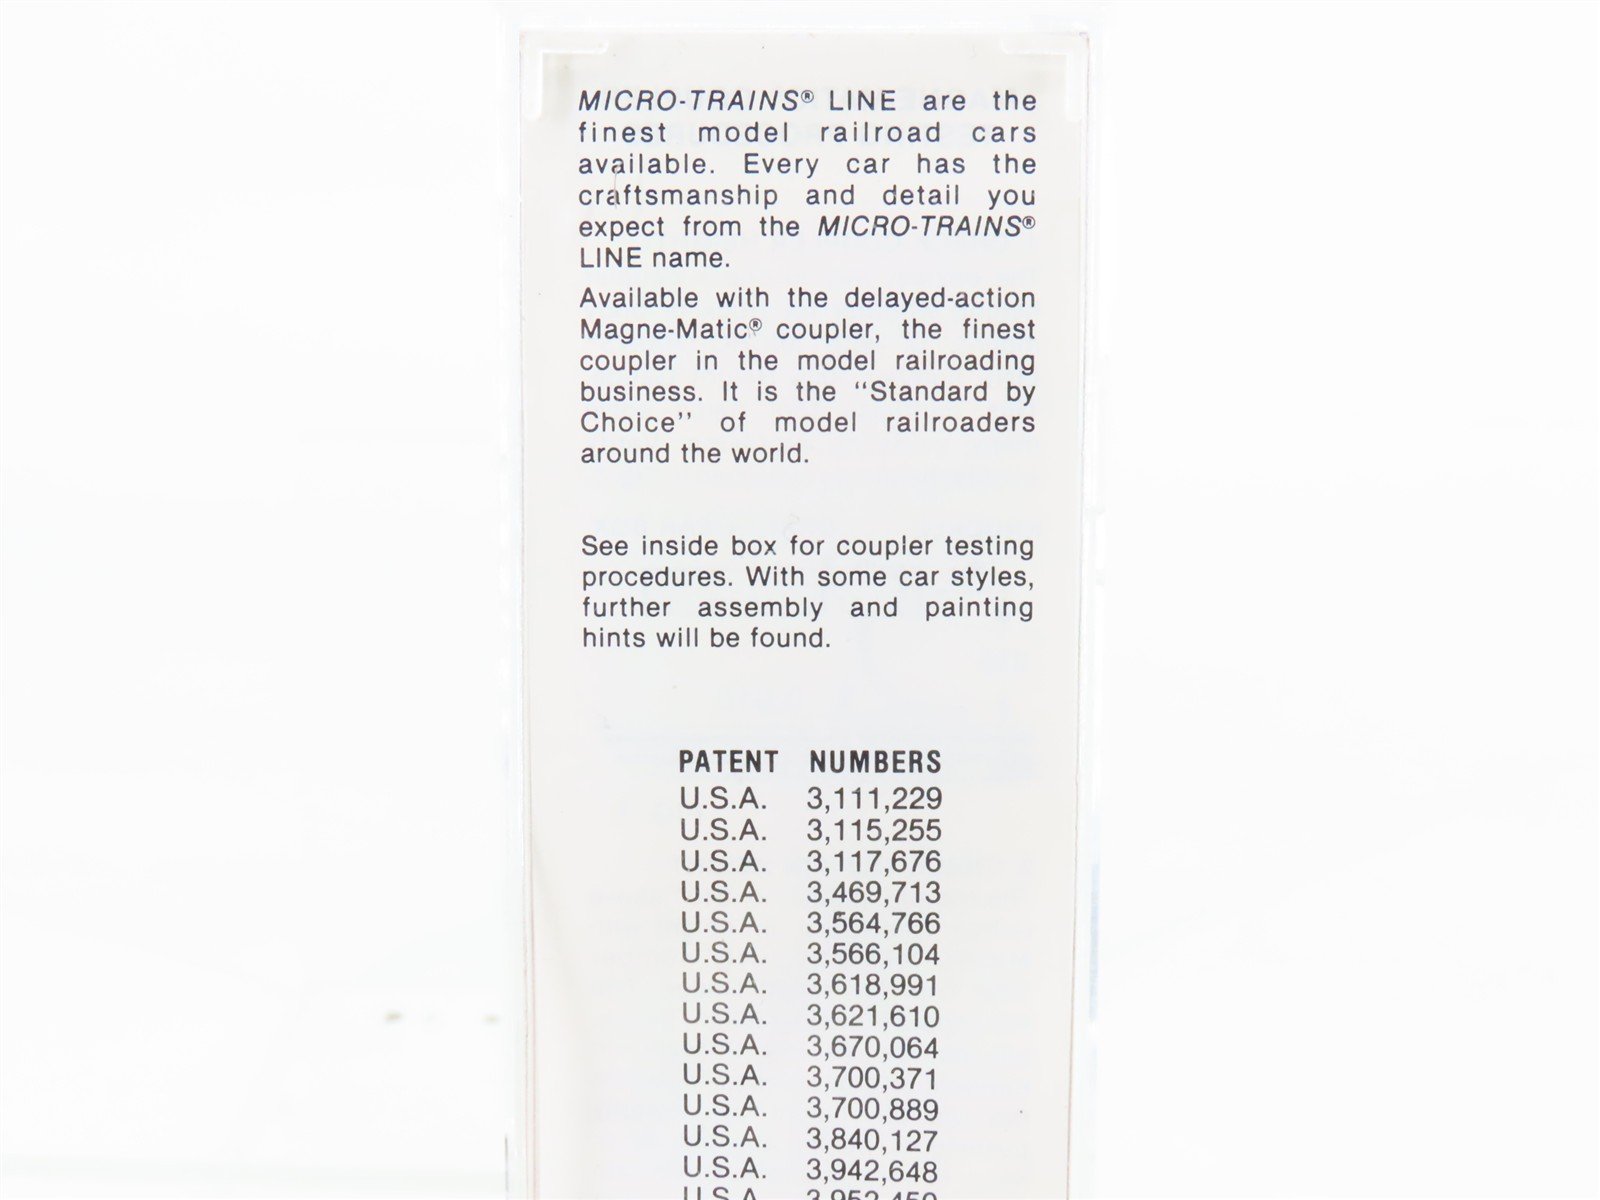 MICRO-TRAINS® LINE are the
finest model railroad cars
available. Every car has the
craftsmanship and detail you
expect from the MICRO-TRAINS®
LINE name.
Available with the delayed-action
Magne-Matic® coupler, the finest
coupler in the model railroading
business. It is the “Standard by
Choice” of model railroaders
around the world.
See inside box for coupler testing
procedures. With some car styles,
further assembly and painting
hints will be found.
PATENT NUMBERS
U.S.A. 3,111,229
U.S.A. 3,115,255
U.S.A. 3,117,676
U.S.A. 3,469,713
U.S.A. 3,564,766
U.S.A. 3,566,104
U.S.A. 3,618,991
U.S.A. 3,621,610
U.S.A. 3,670,064
U.S.A. 3,700,371
U.S.A. 3,700,889
U.S.A. 3,840,127
U.S.A. 3,942,648
U.S.A. 3,952,450